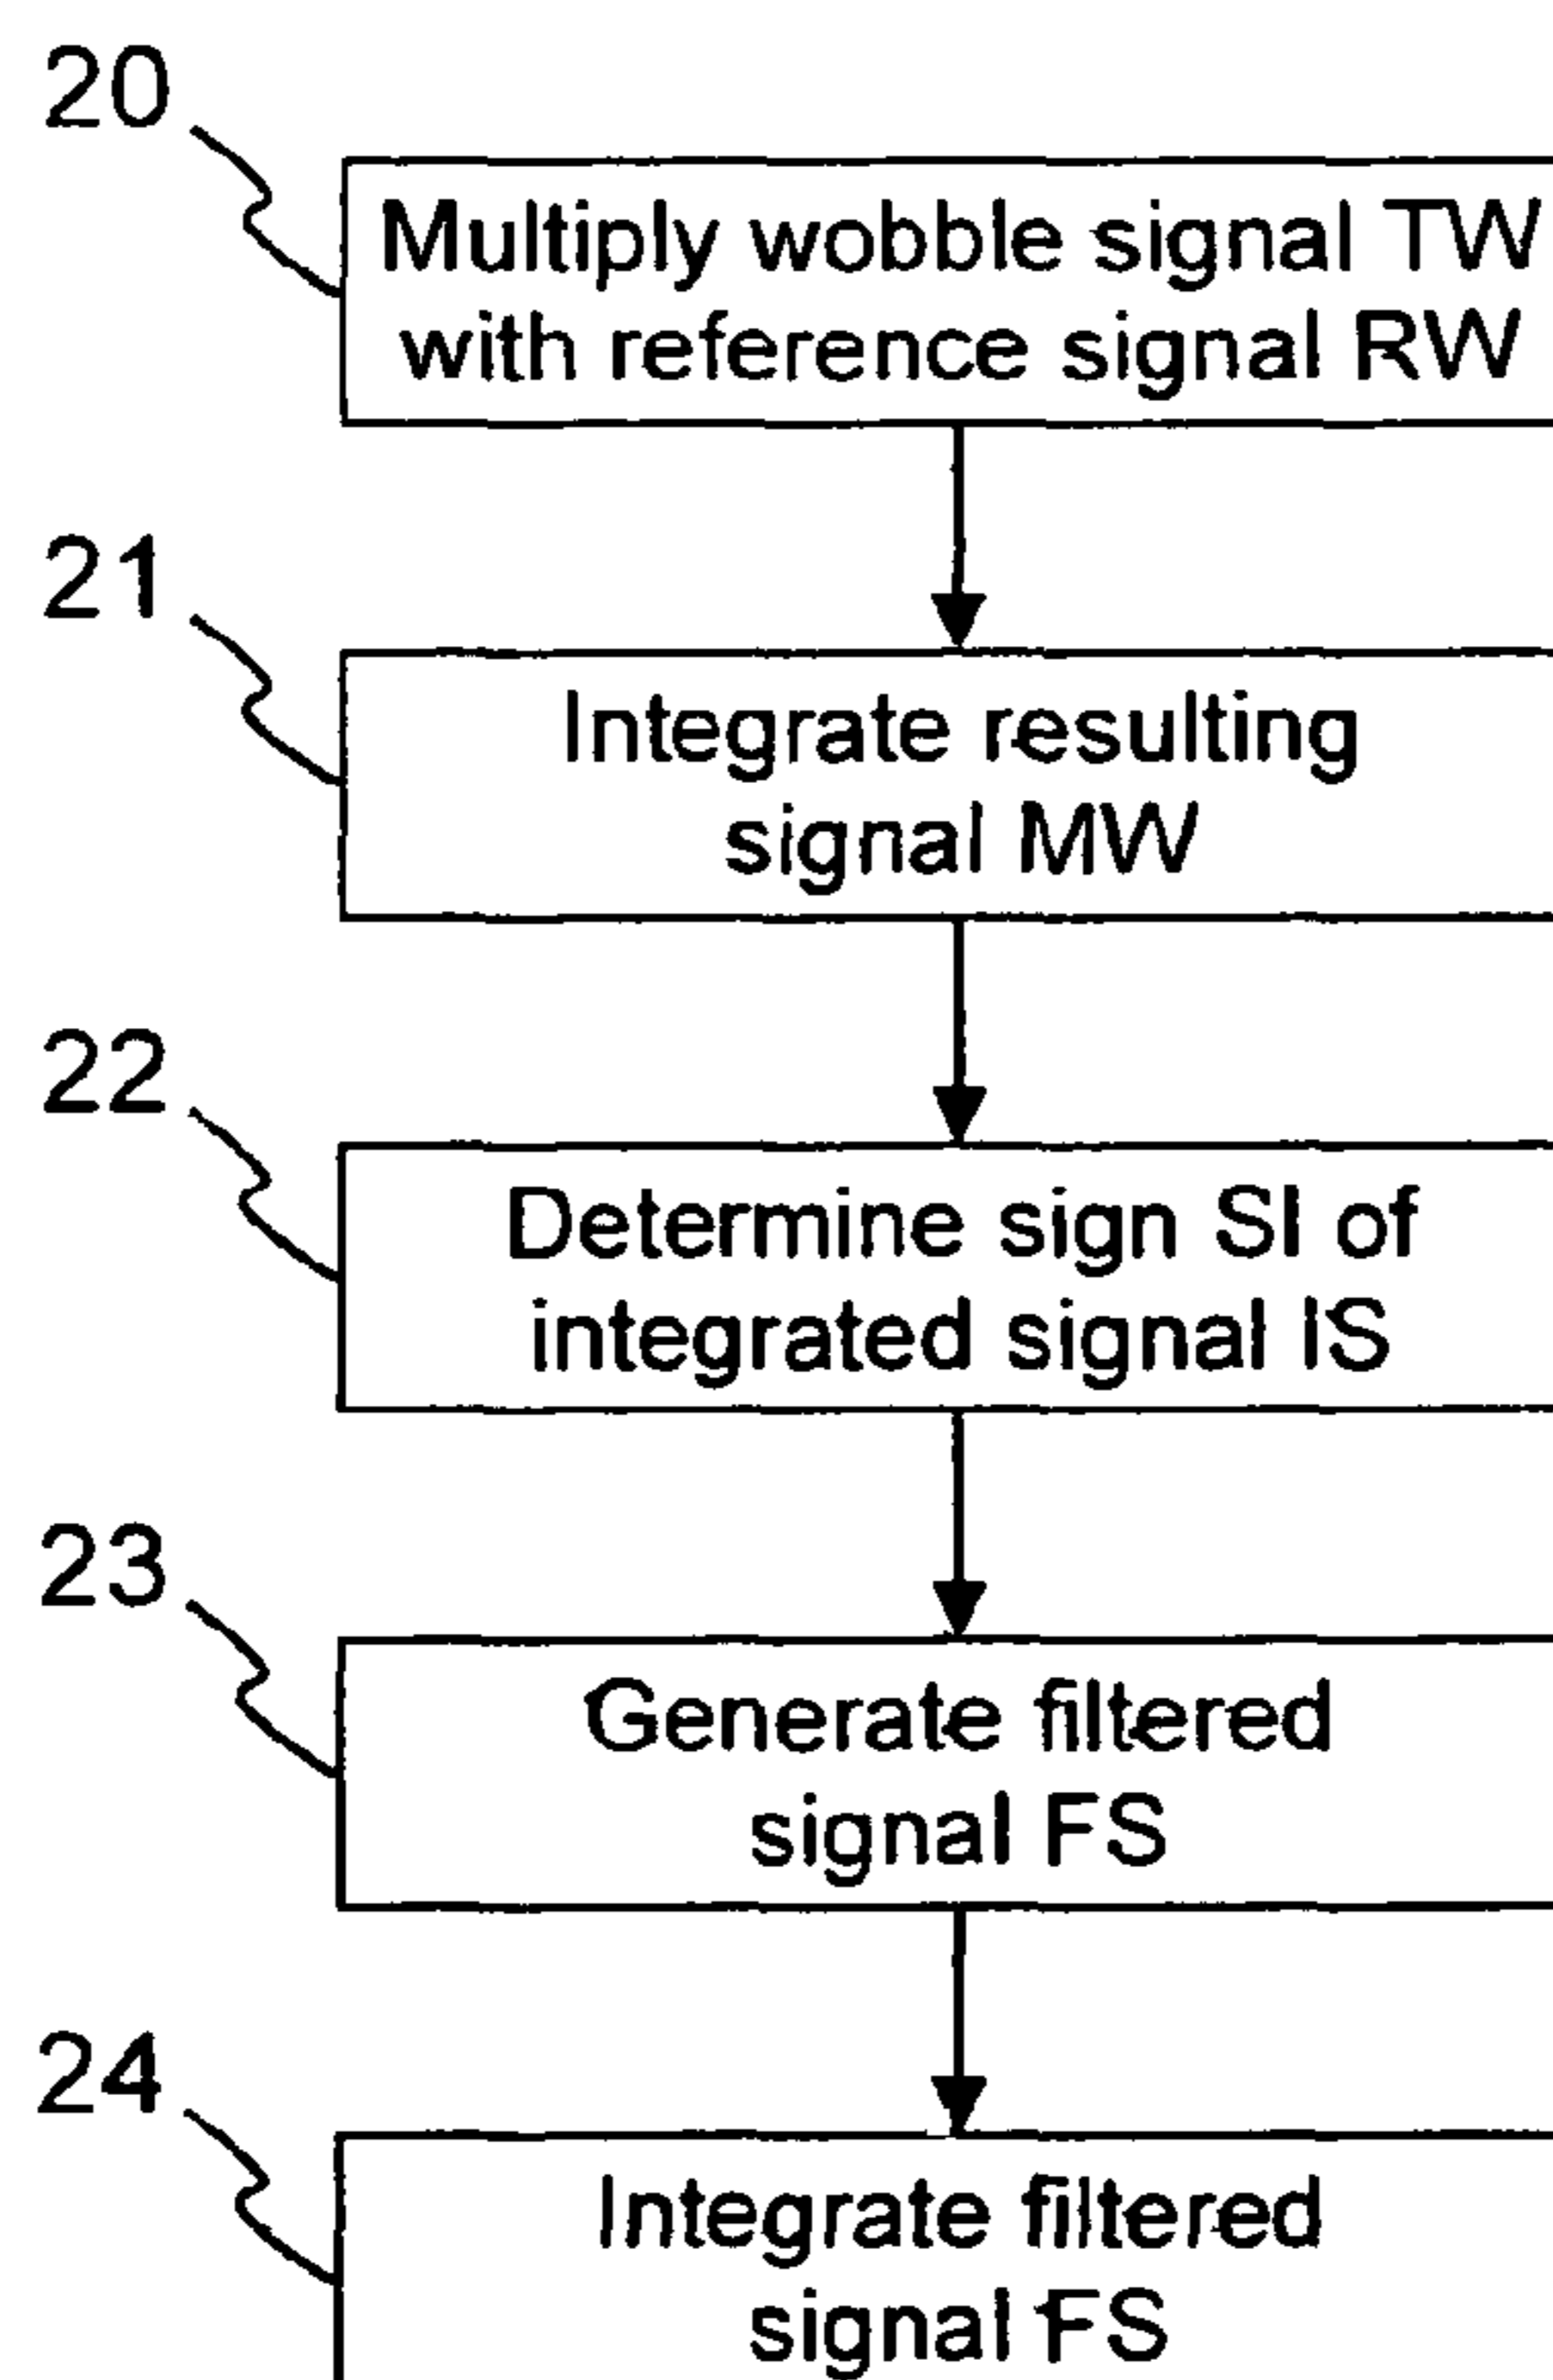 20
Multiply wobble signal TW
with reference signal RW
21
Integrate resulting
signal MW
22
Determine sign SI of
integrated signal IS
23
Generate filtered
signal FS
24
Integrate filtered
signal FS